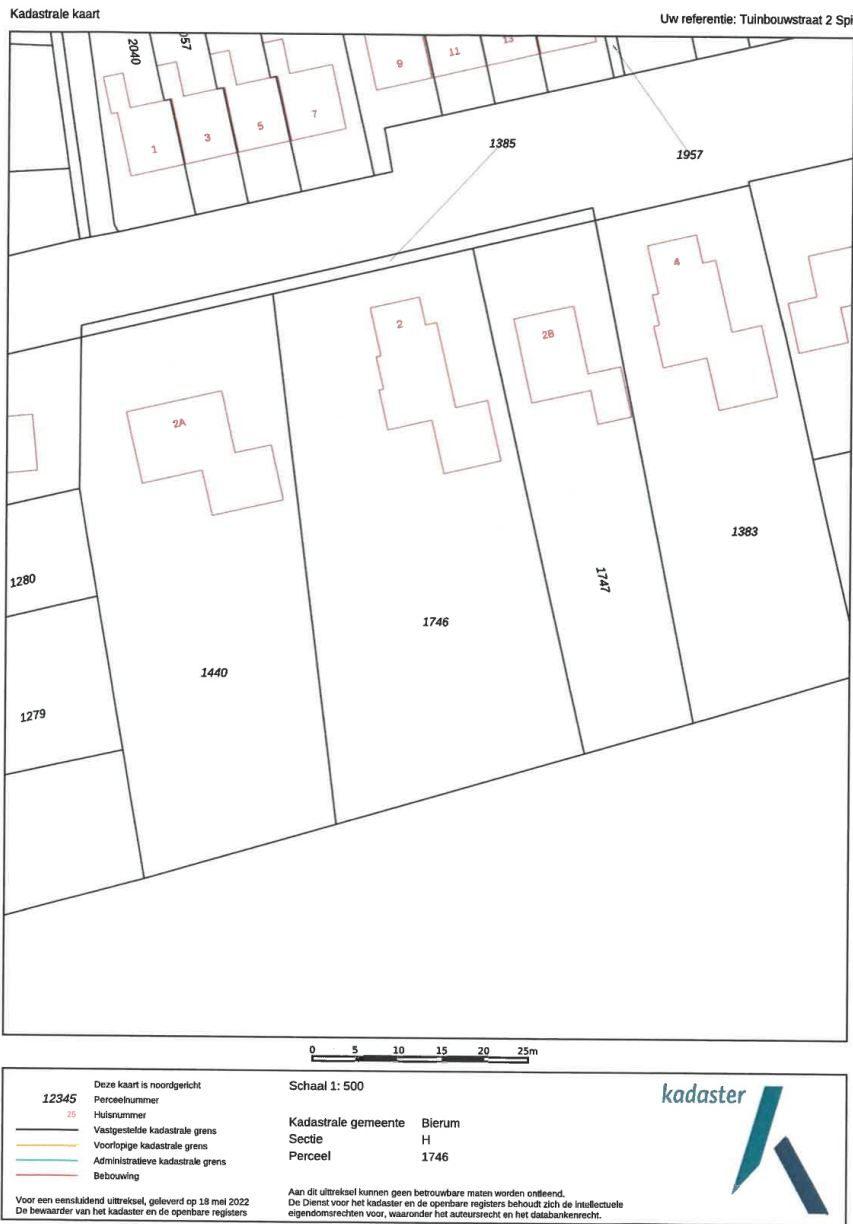 Kadastrale kaart
Uw referentie: Tuinbouwstraat 2 Spi
2040
057
9
11
13
1
3
5
7
1385
1957
4
2
2B
2A
1383
1280
1747
1746
1440
1279
0 5 10 15 20 25m
Deze kaart is noordgericht
12345 Perceelnummer
25 Huisnummer
Vastgestelde kadastrale grens
Voorlopige kadastrale grens
Administratieve kadastrale grens
Bebouwing
Voor een eensluidend uittreksel, geleverd op 18 mei 2022
De bewaarder van het kadaster en de openbare registers
Schaal 1: 500
Kadastrale gemeente Bierum
Sectie H
Perceel 1746
Aan dit uittreksel kunnen geen betrouwbare maten worden ontleend.
De Dienst voor het kadaster en de openbare registers behoudt zich de intellectuele
eigendomsrechten voor, waaronder het auteursrecht en het databankenrecht.
kadaster